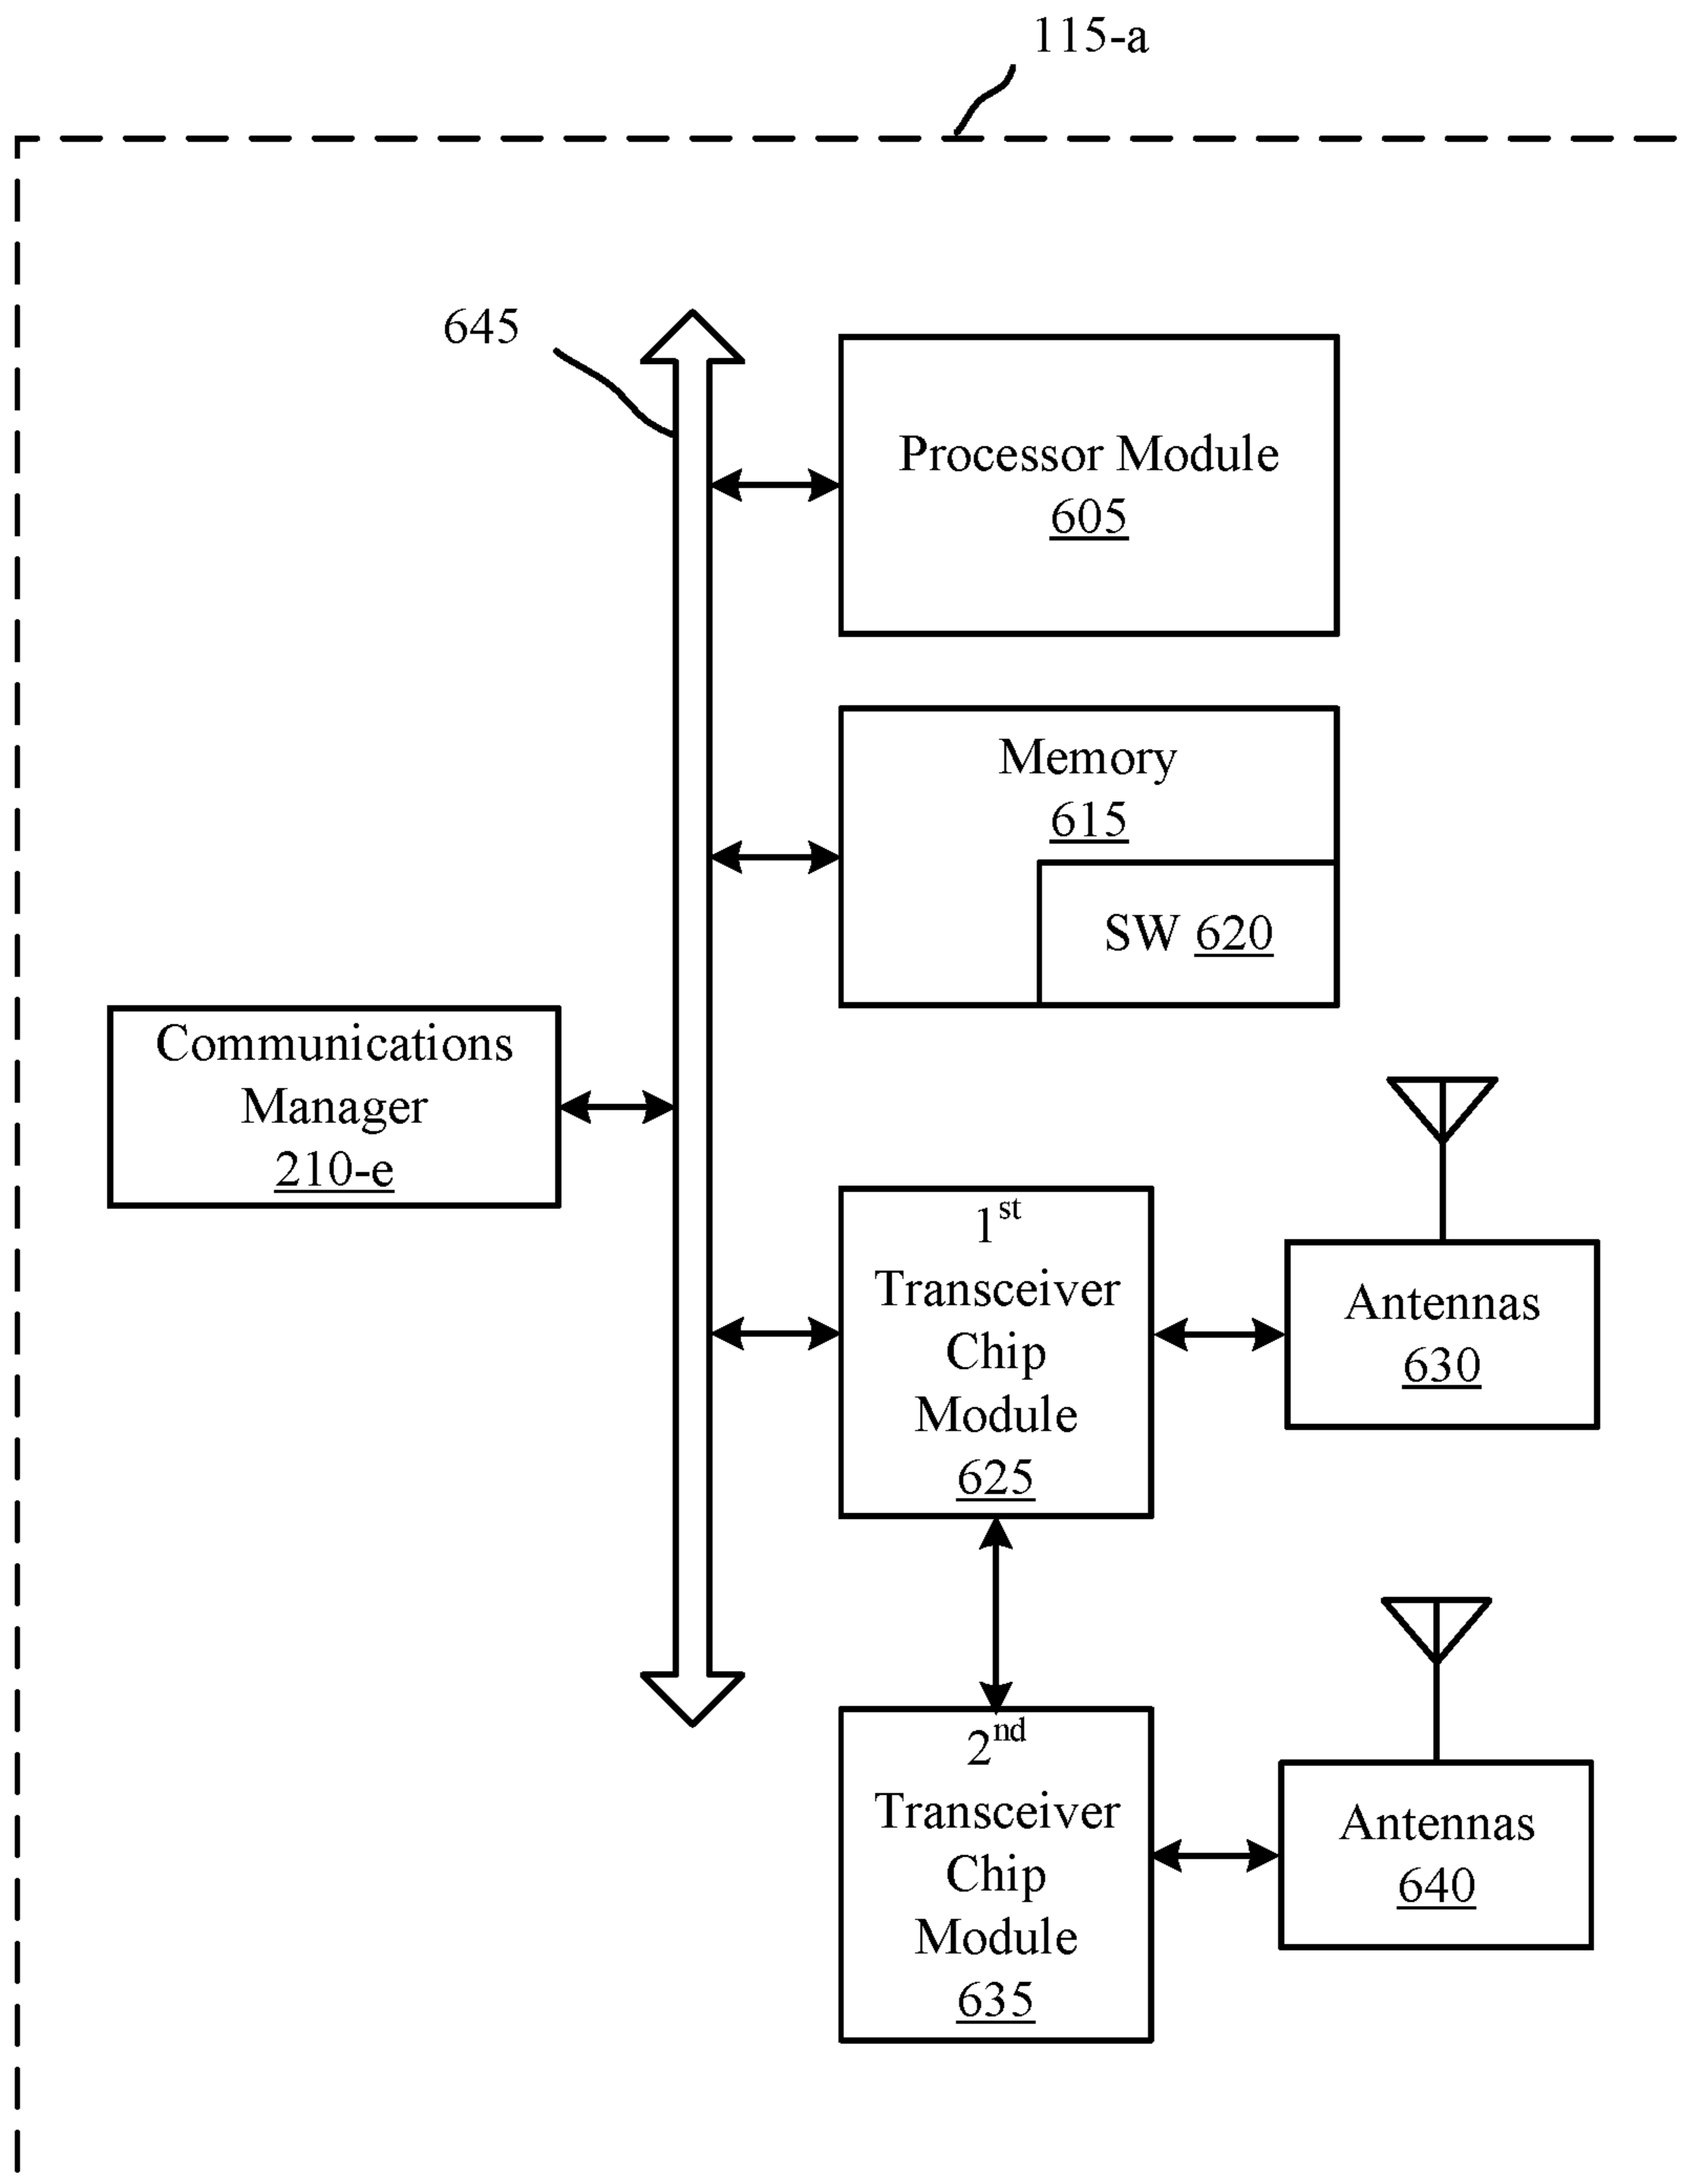 115-a
645
Processor Module
605
Memory
615
SW 620
Communications
Manager
210-e
1st
Transceiver
Chip
Module
625
Antennas
630
2nd
Transceiver
Chip
Module
635
Antennas
640